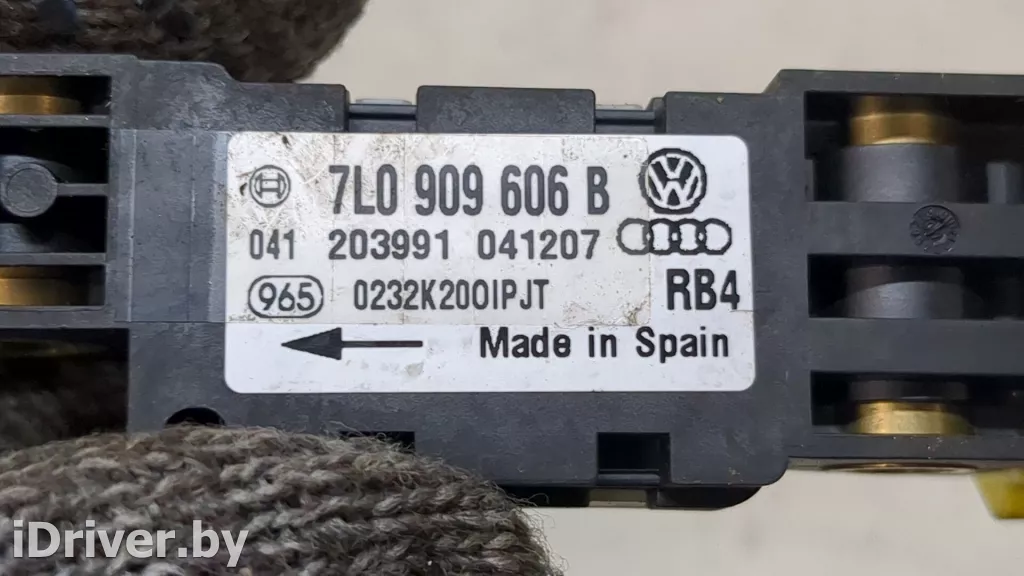 7L0 909 606 B
041 203991 041207
965 0232K200IPJT RB4
Made in Spain
iDriver.by